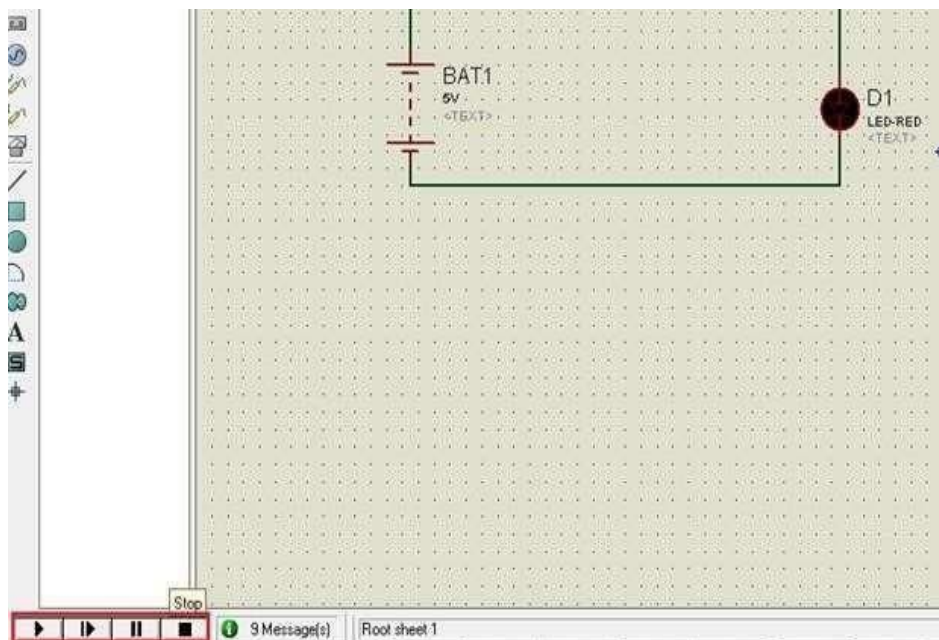 BAT1
5V
<TEXT>
D1
LED-RED
<TEXT>
A
S
Stop
9 Message(s)
Root sheet 1